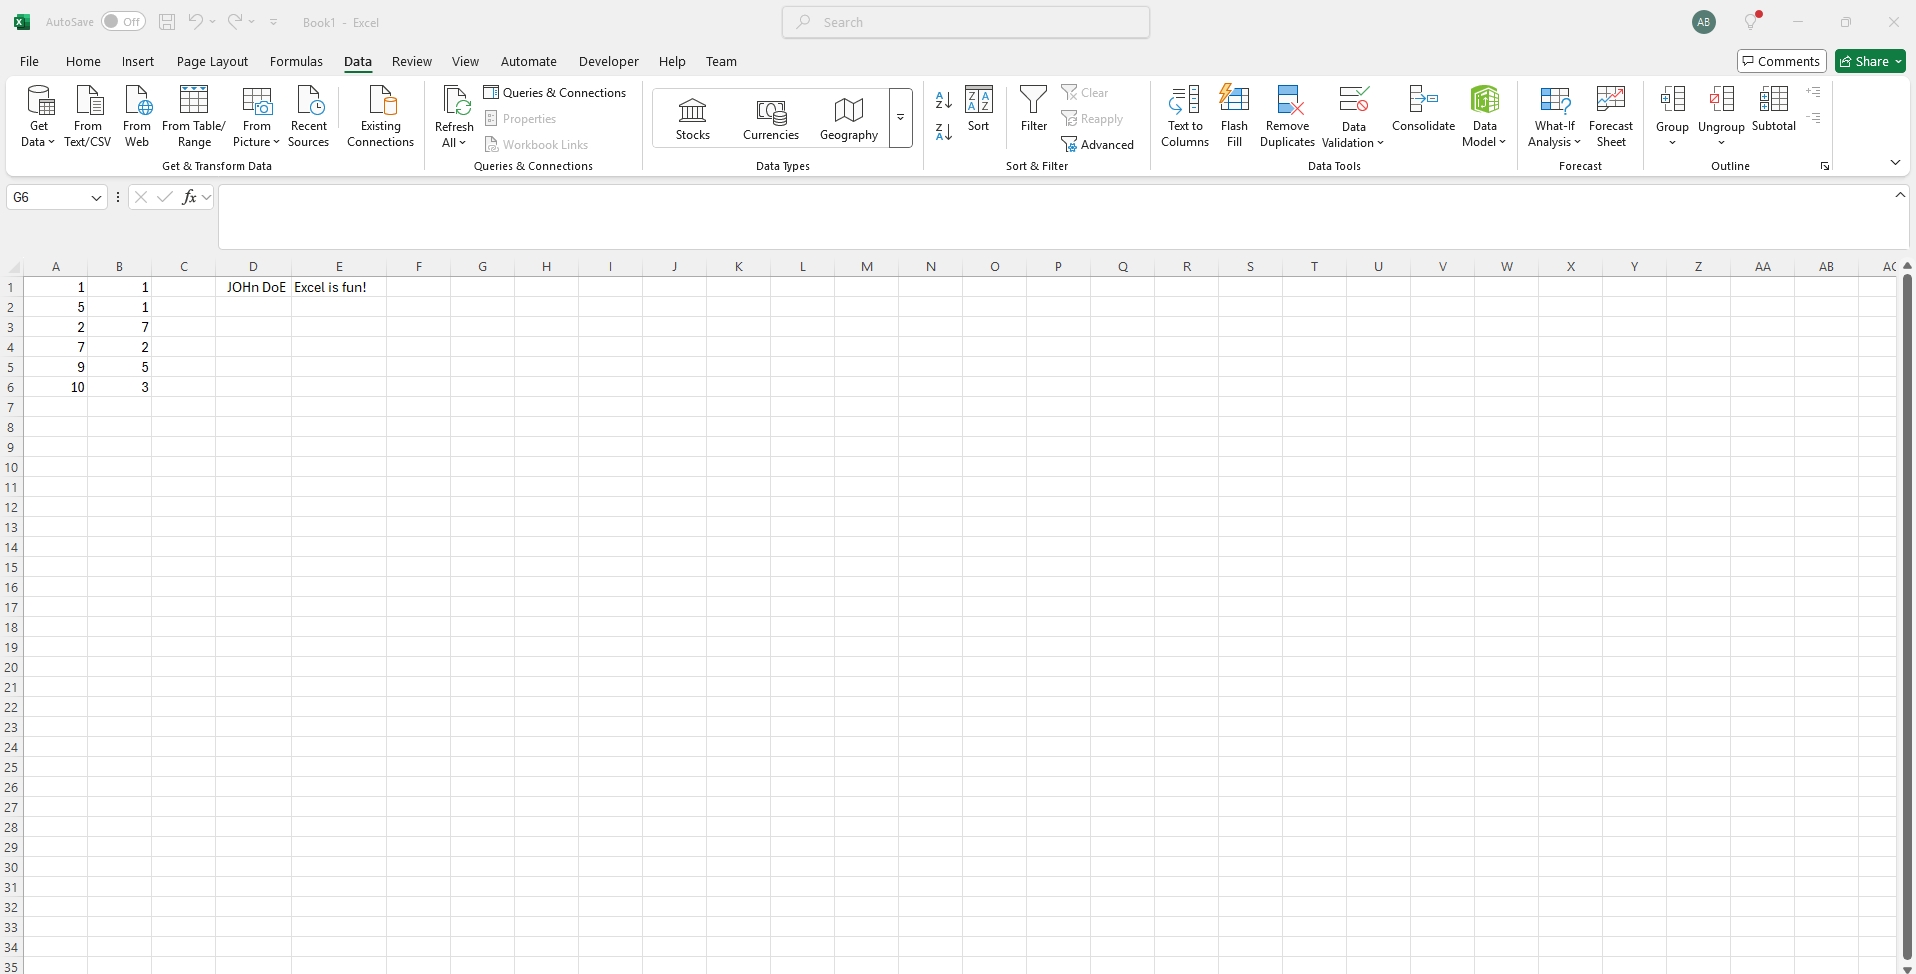 AutoSave Off Book1 - Excel Search AB
File Home Insert Page Layout Formulas Data Review View Automate Developer Help Team Comments Share
Get Data
From Text/CSV
From Web
From Table/ Range
From Picture
Recent Sources
Existing Connections
Get & Transform Data
Refresh All
Queries & Connections
Properties
Workbook Links
Queries & Connections
Stocks
Currencies
Geography
Data Types
Sort
Filter
Clear
Reapply
Advanced
Sort & Filter
Text to Columns
Flash Fill
Remove Duplicates
Data Validation
Consolidate
Data Model
Data Tools
What-If Analysis
Forecast Sheet
Forecast
Group
Ungroup
Subtotal
Outline
G6 fx
A B C D E F G H I J K L M N O P Q R S T U V W X Y Z AA AB AC
1 1 1 JOHn DoE Excel is fun!
2 5 1
3 2 7
4 7 2
5 9 5
6 10 3
7
8
9
10
11
12
13
14
15
16
17
18
19
20
21
22
23
24
25
26
27
28
29
30
31
32
33
34
35